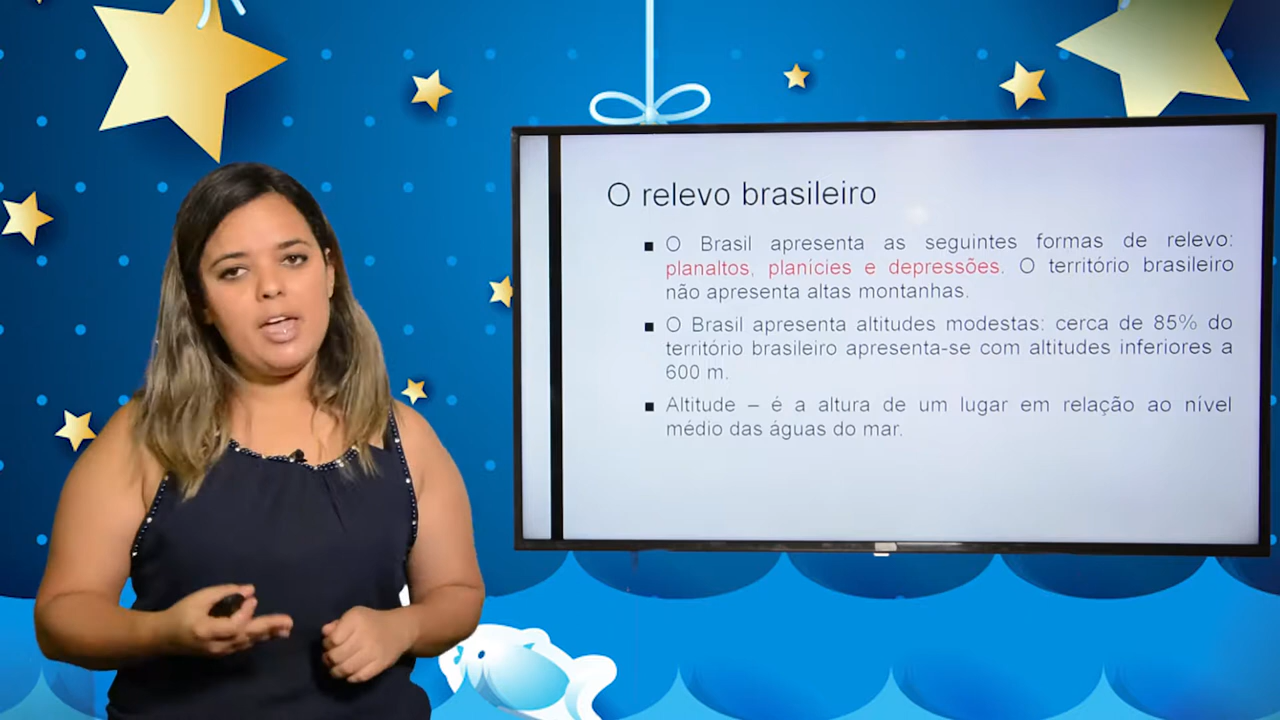 O relevo brasileiro
▪ O Brasil apresenta as seguintes formas de relevo:
planaltos, planícies e depressões. O território brasileiro
não apresenta altas montanhas.
▪ O Brasil apresenta altitudes modestas: cerca de 85% do
território brasileiro apresenta-se com altitudes inferiores a
600 m.
▪ Altitude – é a altura de um lugar em relação ao nível
médio das águas do mar.